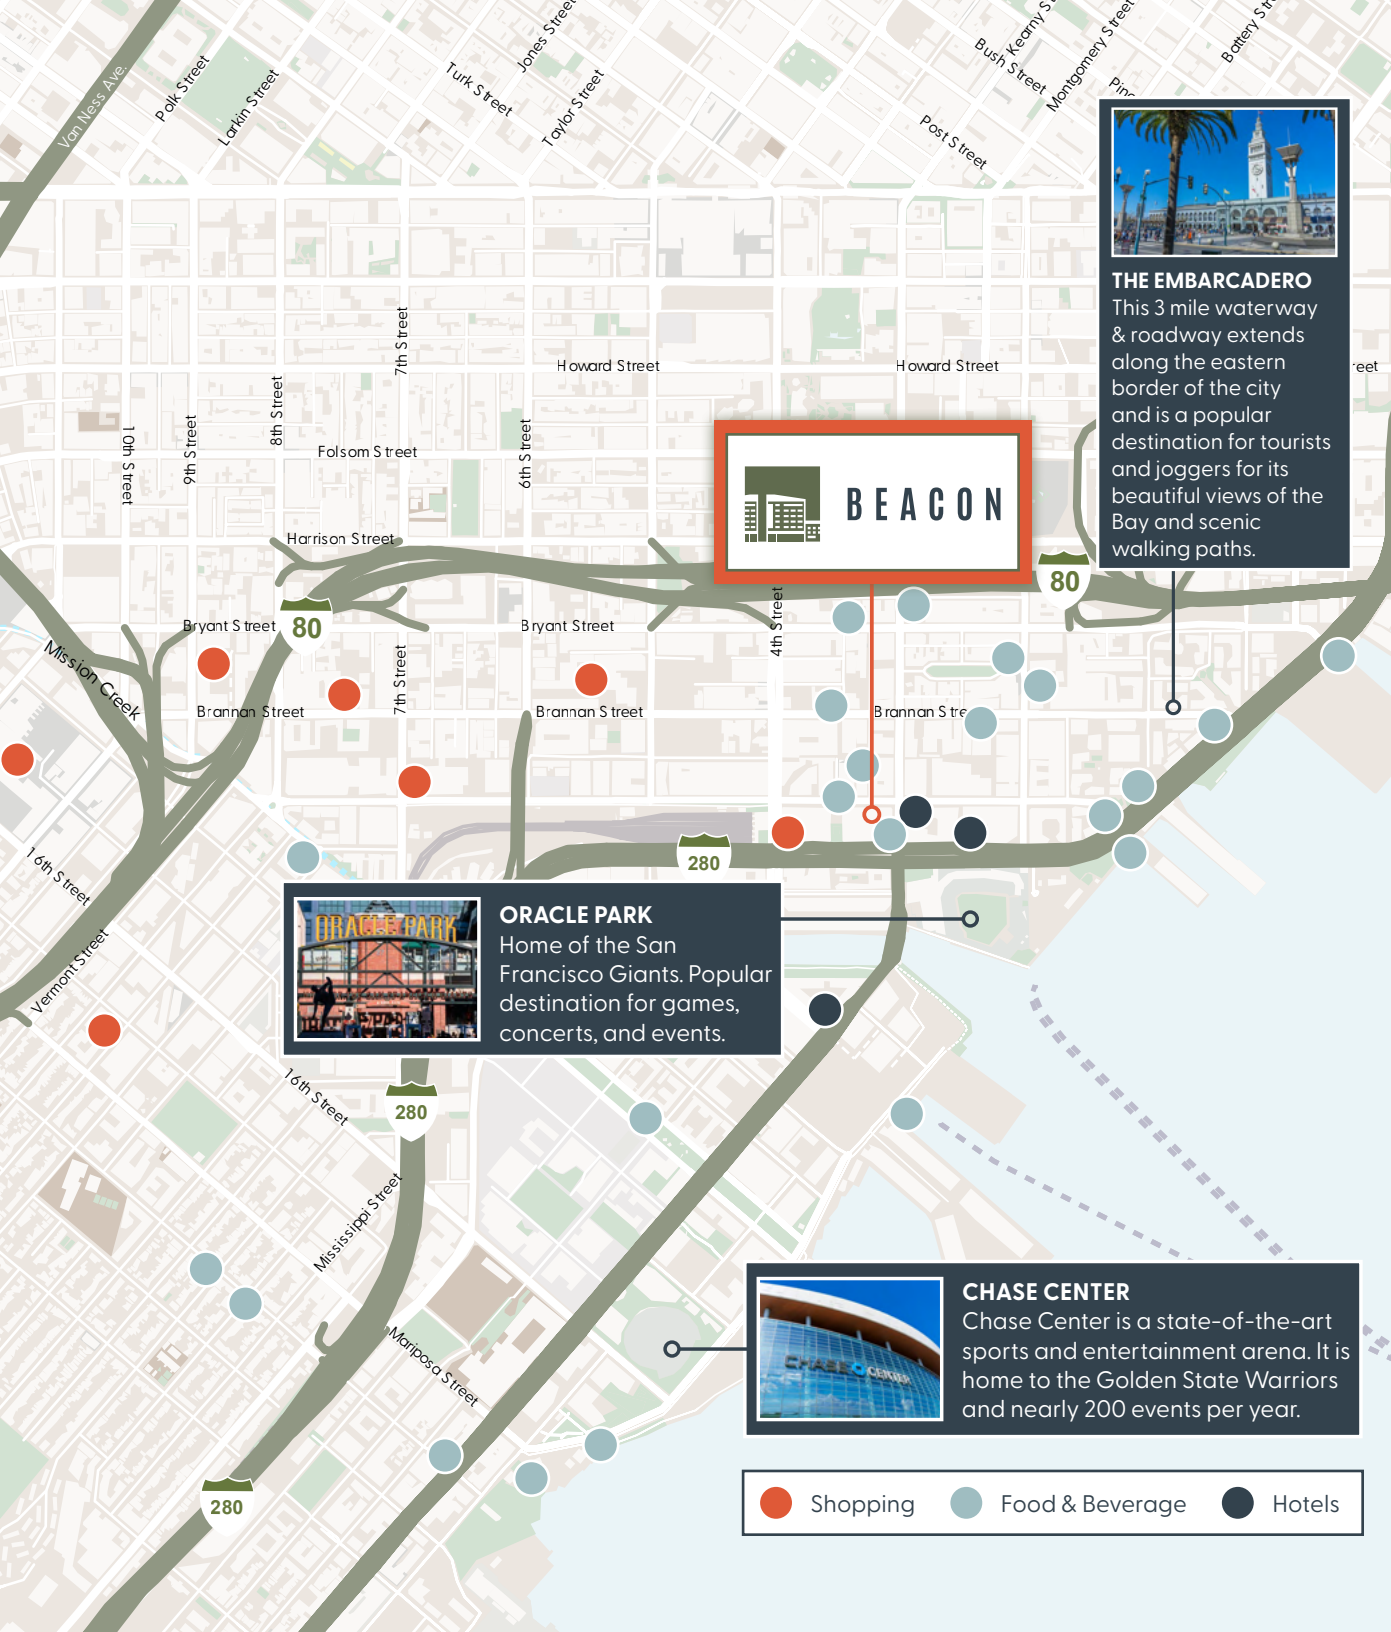 Van Ness Ave.
Polk Street
Larkin Street
Turk Street
Jones Street
Taylor Street
Post Street
Bush Street
Kearny
Montgomery Street
Battery
THE EMBARCADERO
This 3 mile waterway
& roadway extends
along the eastern
border of the city
and is a popular
destination for tourists
and joggers for its
beautiful views of the
Bay and scenic
walking paths.
7th Street
Howard Street
Howard Street
reet
10th Street
9th Street
8th Street
Folsom Street
6th Street
BEACON
Harrison Street
80
80
Bryant Street
Bryant Street
4th Street
Mission Creek
7th Street
Brannan Street
Brannan Street
Brannan Stre
280
16th Street
Vermont Street
ORACLE PARK
ORACLE PARK
Home of the San
Francisco Giants. Popular
destination for games,
concerts, and events.
16th Street
280
Mississippi Street
Mariposa Street
CHASE CENTER
CHASE CENTER
Chase Center is a state-of-the-art
sports and entertainment arena. It is
home to the Golden State Warriors
and nearly 200 events per year.
280
Shopping
Food & Beverage
Hotels